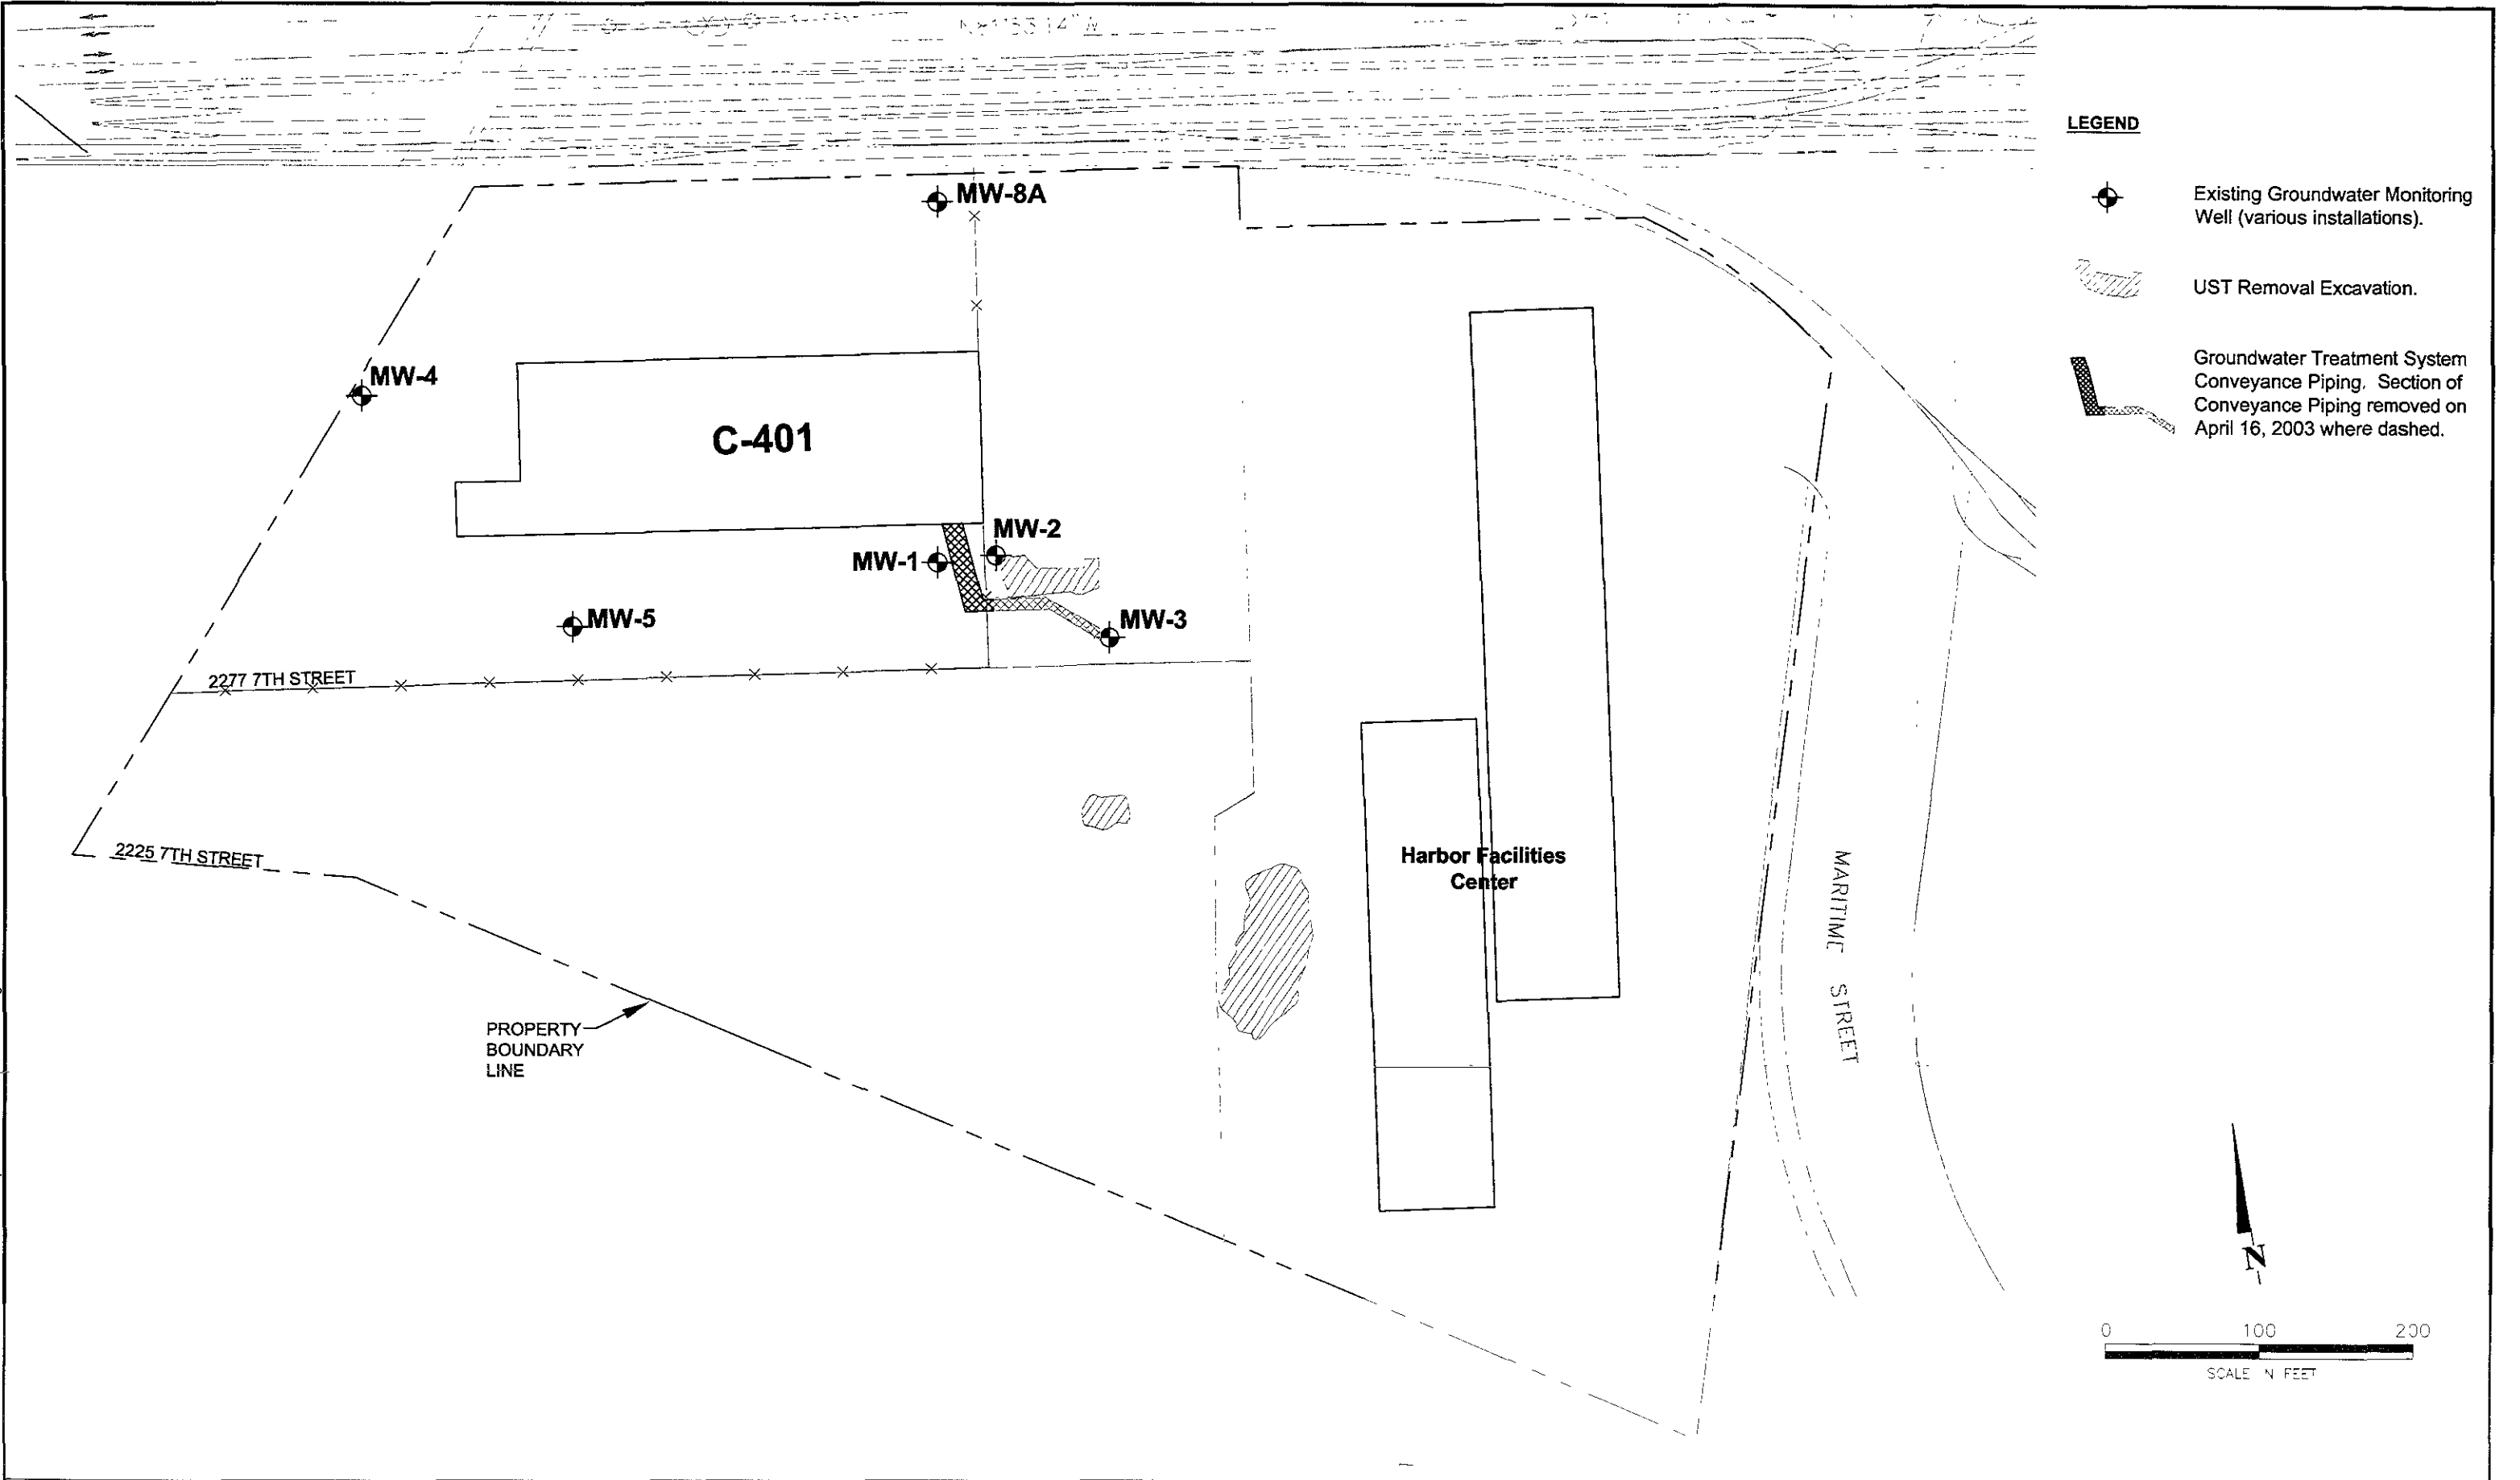 LEGEND
MW-8A
Existing Groundwater Monitoring
Well (various installations).
UST Removal Excavation.
Groundwater Treatment System
Conveyance Piping. Section of
Conveyance Piping removed on
April 16, 2003 where dashed.
MW-4
C-401
MW-2
MW-1
MW-5
MW-3
2277 7TH STREET
2225 7TH STREET
Harbor Facilities
Center
MARITIME STREET
PROPERTY
BOUNDARY
LINE
N
0 100 200
SCALE N FEET